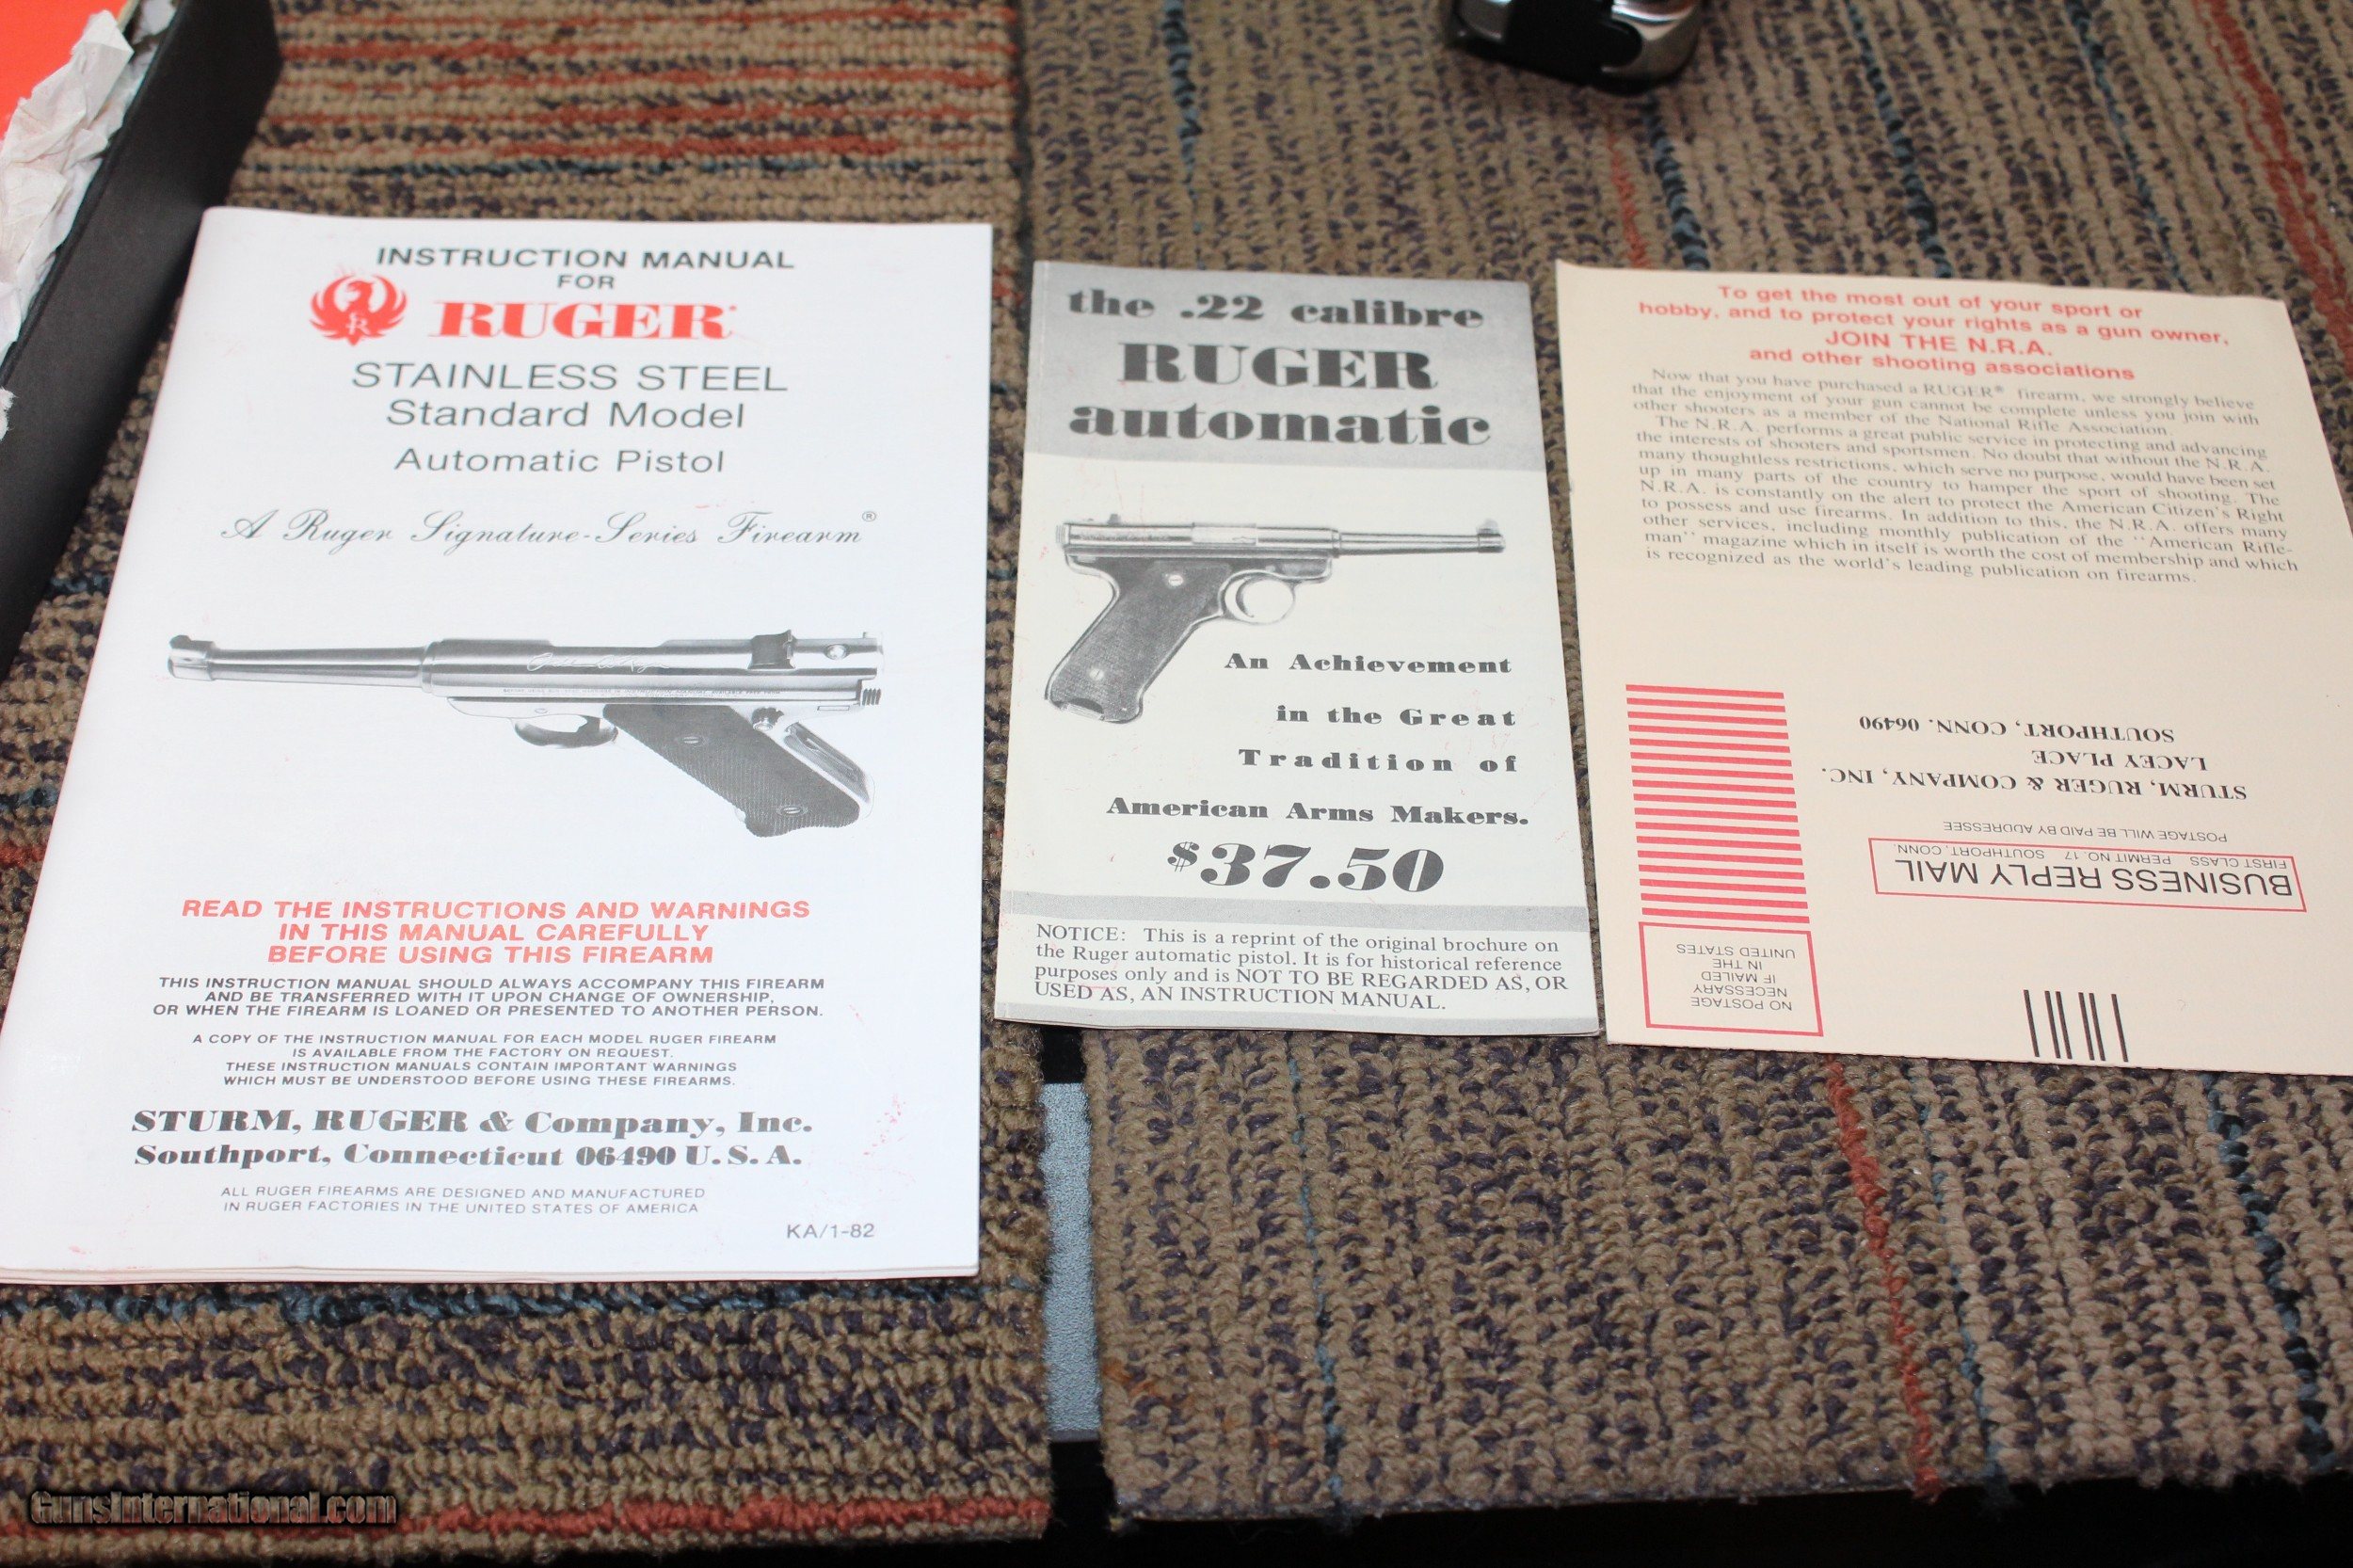 INSTRUCTION MANUAL
FOR
RUGER®
STAINLESS STEEL
Standard Model
Automatic Pistol
A Ruger Signature-Series Firearm®
READ THE INSTRUCTIONS AND WARNINGS
IN THIS MANUAL CAREFULLY
BEFORE USING THIS FIREARM
THIS INSTRUCTION MANUAL SHOULD ALWAYS ACCOMPANY THIS FIREARM
AND BE TRANSFERRED WITH IT UPON CHANGE OF OWNERSHIP,
OR WHEN THE FIREARM IS LOANED OR PRESENTED TO ANOTHER PERSON.
A COPY OF THE INSTRUCTION MANUAL FOR EACH MODEL RUGER FIREARM
IS AVAILABLE FROM THE FACTORY ON REQUEST.
THESE INSTRUCTION MANUALS CONTAIN IMPORTANT WARNINGS
WHICH MUST BE UNDERSTOOD BEFORE USING THESE FIREARMS.
STURM, RUGER & Company, Inc.
Southport, Connecticut 06490 U.S.A.
ALL RUGER FIREARMS ARE DESIGNED AND MANUFACTURED
IN RUGER FACTORIES IN THE UNITED STATES OF AMERICA
KA/1-82
the .22 calibre
RUGER
automatic
An Achievement
in the Great
Tradition of
American Arms Makers.
$37.50
NOTICE: This is a reprint of the original brochure on
the Ruger automatic pistol. It is for historical reference
purposes only and is NOT TO BE REGARDED AS, OR
USED AS, AN INSTRUCTION MANUAL.
To get the most out of your sport or
hobby, and to protect your rights as a gun owner,
JOIN THE N.R.A.
and other shooting associations
Now that you have purchased a RUGER® firearm, we strongly believe
that the enjoyment of your gun cannot be complete unless you join with
other shooters as a member of the National Rifle Association.
The N.R.A. performs a great public service in protecting and advancing
the interests of shooters and sportsmen. No doubt that without the N.R.A.
many thoughtless restrictions, which serve no purpose, would have been set
up in many parts of the country to hamper the sport of shooting. The
N.R.A. is constantly on the alert to protect the American Citizen's Right
to possess and use firearms. In addition to this, the N.R.A. offers many
other services, including monthly publication of the "American Rifle-
man" magazine which in itself is worth the cost of membership and which
is recognized as the world's leading publication on firearms.
NO POSTAGE
NECESSARY
IF MAILED
IN THE
UNITED STATES
BUSINESS REPLY MAIL
FIRST CLASS PERMIT NO. 17 SOUTHPORT, CONN.
POSTAGE WILL BE PAID BY ADDRESSEE
STURM, RUGER & COMPANY, INC.
LACEY PLACE
SOUTHPORT, CONN. 06490
GunsInternational.com